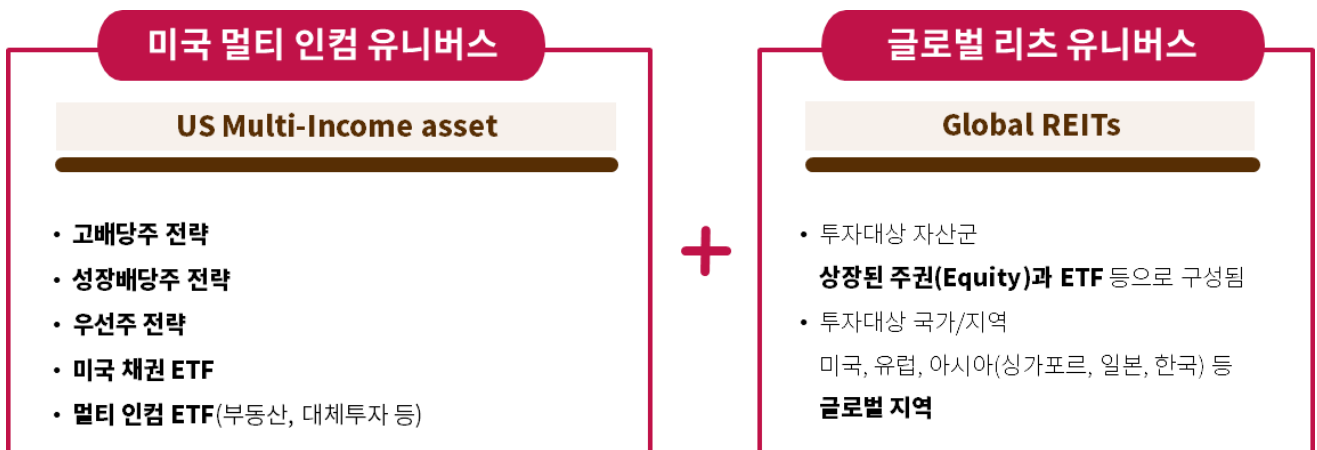 미국 멀티 인컴 유니버스
US Multi-Income asset
• 고배당주 전략
• 성장배당주 전략
• 우선주 전략
• 미국 채권 ETF
• 멀티 인컴 ETF(부동산, 대체투자 등)
+
글로벌 리츠 유니버스
Global REITs
• 투자대상 자산군
상장된 주권(Equity)과 ETF 등으로 구성됨
• 투자대상 국가/지역
미국, 유럽, 아시아(싱가포르, 일본, 한국) 등
글로벌 지역